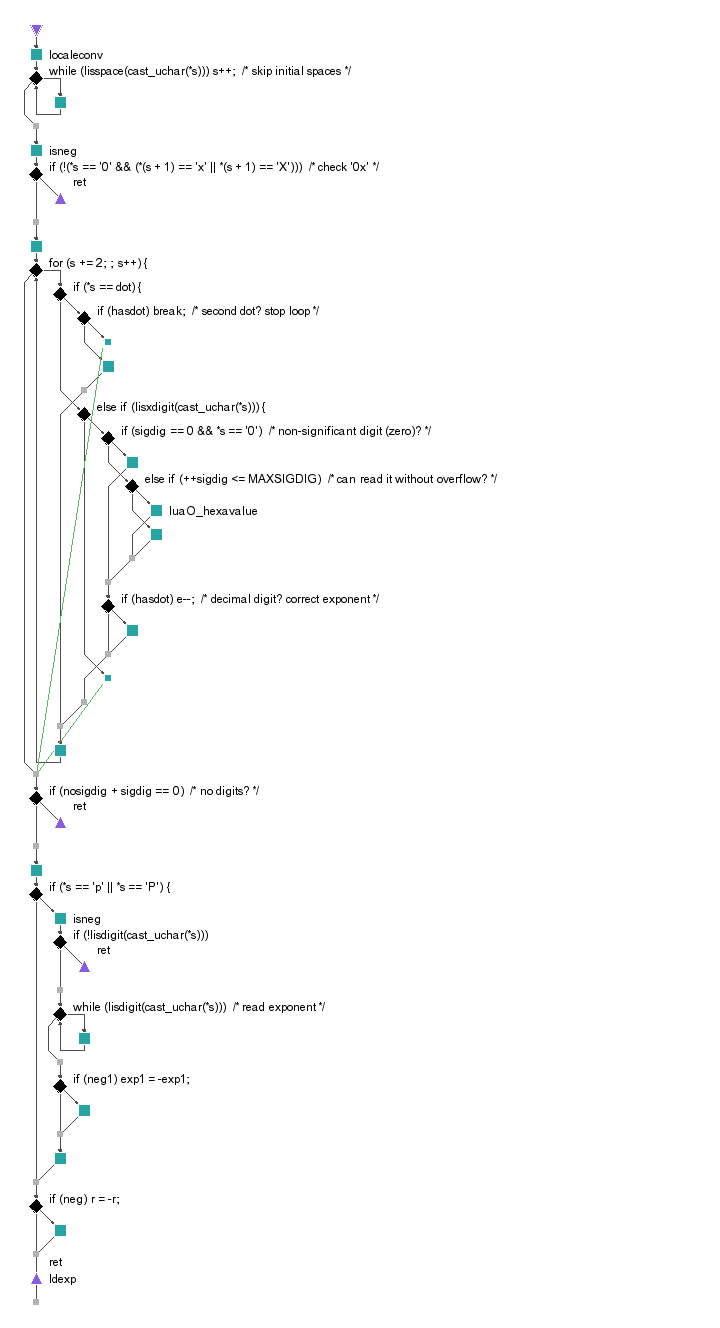 localeconv
while (lisspace(cast_uchar(*s))) s++;  /* skip initial spaces */
isneg
if (!(*s == '0' && (*(s + 1) == 'x' || *(s + 1) == 'X')))  /* check '0x' */
ret
for (s += 2; ; s++) {
if (*s == dot) {
if (hasdot) break;  /* second dot? stop loop */
else if (lisxdigit(cast_uchar(*s))) {
if (sigdig == 0 && *s == '0')  /* non-significant digit (zero)? */
else if (++sigdig <= MAXSIGDIG)  /* can read it without overflow? */
luaO_hexavalue
if (hasdot) e--;  /* decimal digit? correct exponent */
if (nosigdig + sigdig == 0)  /* no digits? */
ret
if (*s == 'p' || *s == 'P') {
isneg
if (!lisdigit(cast_uchar(*s)))
ret
while (lisdigit(cast_uchar(*s)))  /* read exponent */
if (neg1) exp1 = -exp1;
if (neg) r = -r;
ret
ldexp